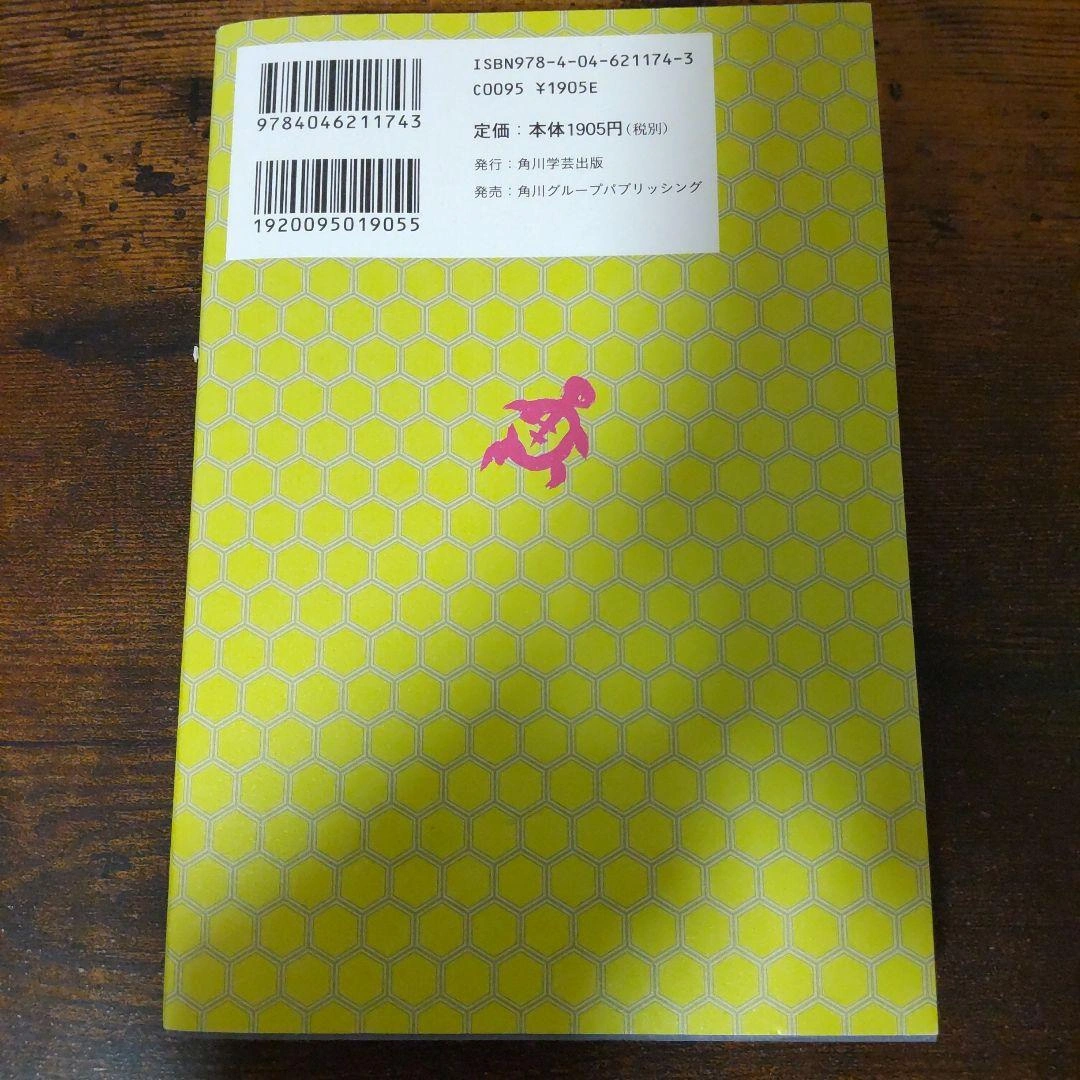 9784046211743
1920095019055
ISBN978-4-04-621174-3
C0095 ¥1905E
定価：本体1905円（税別）
発行：角川学芸出版
発売：角川グループパブリッシング